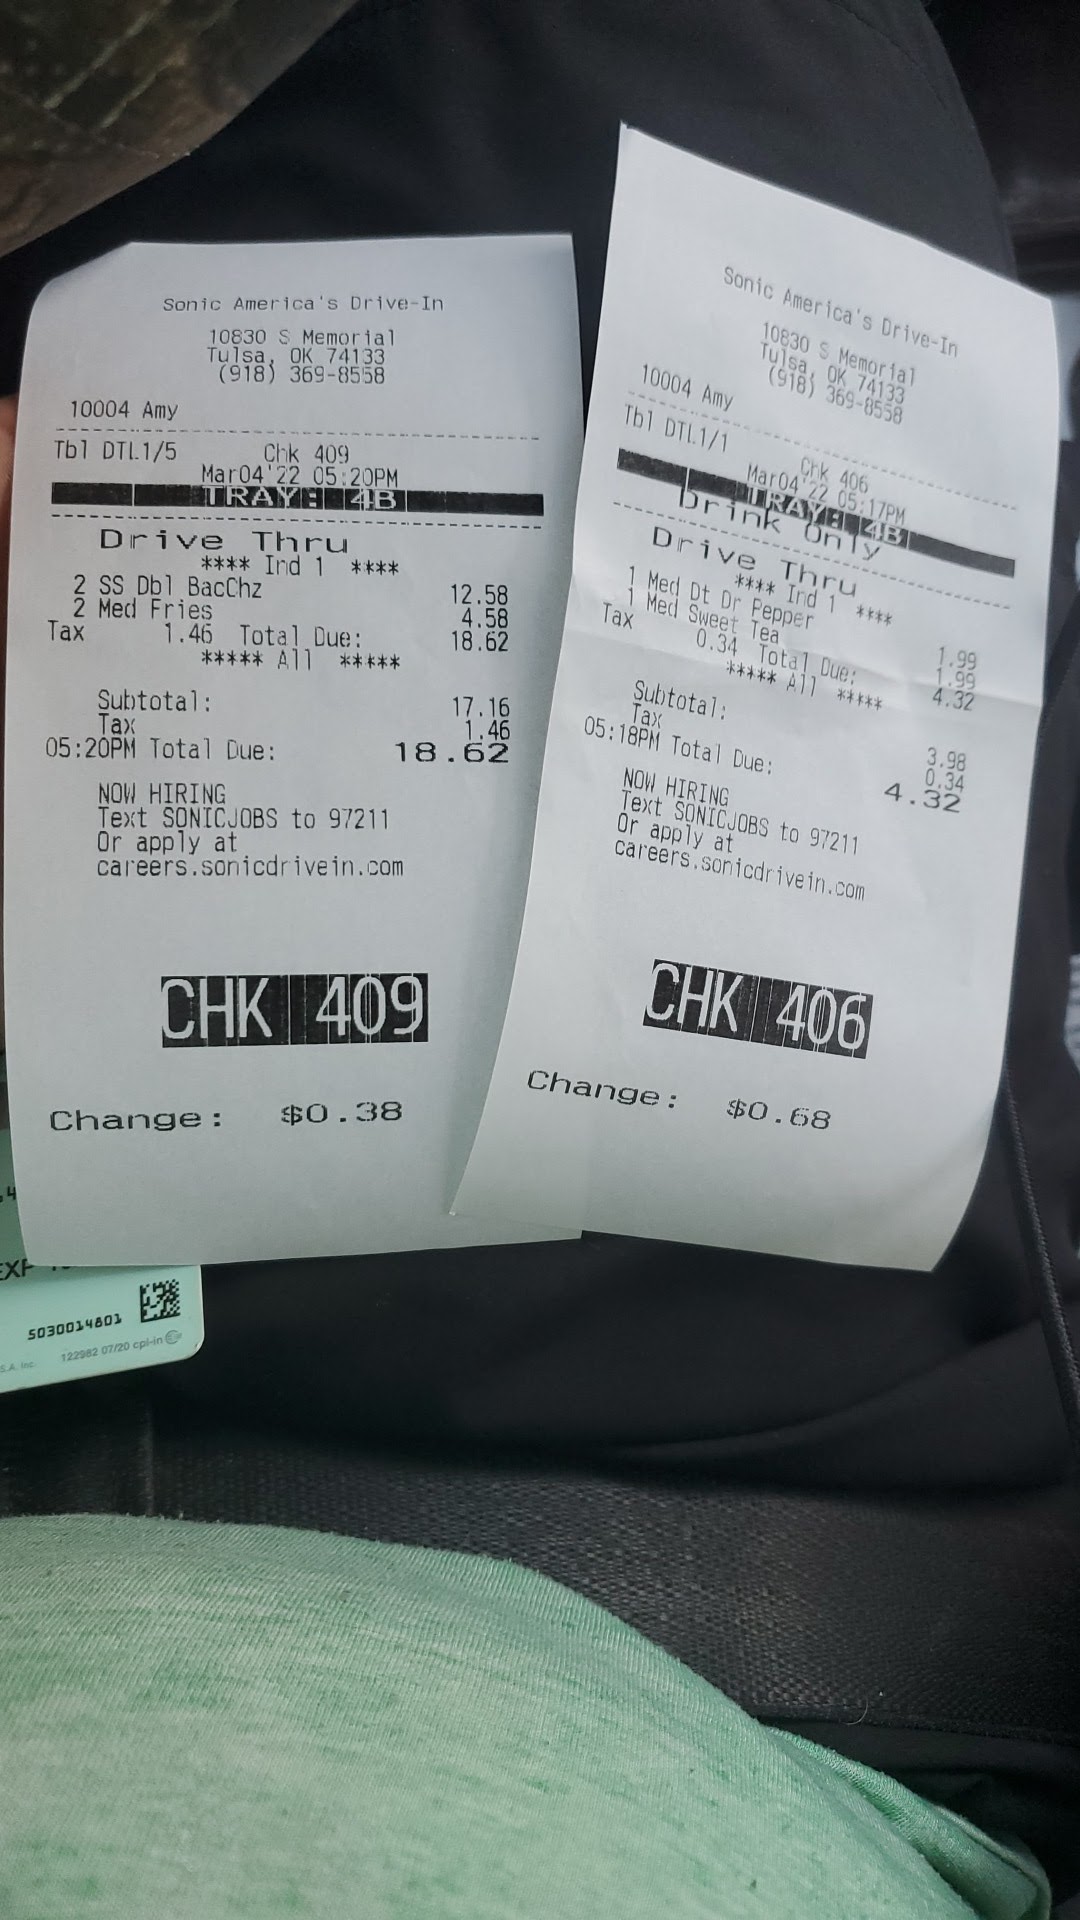 Sonic America's Drive-In
10830 S Memorial
Tulsa, OK 74133
(918) 369-8558
10004 Amy
Tbl DTL1/5 Chk 409
Mar04'22 05:20PM
TRAY: 4B
Drive Thru
**** Ind 1 ****
2 SS Dbl BacChz 12.58
2 Med Fries 4.58
Tax 1.46 Total Due: 18.62
***** All *****
Subtotal: 17.16
Tax 1.46
05:20PM Total Due: 18.62
NOW HIRING
Text SONICJOBS to 97211
Or apply at
careers.sonicdrivein.com
CHK 409
Change: $0.38
Sonic America's Drive-In
10830 S Memorial
Tulsa, OK 74133
(918) 369-8558
10004 Amy
Tbl DTL1/1 Chk 406
Mar04'22 05:17PM
TRAY: 4B
Drink Only
Drive Thru
**** Ind 1 ****
1 Med Dt Dr Pepper 1.99
1 Med Sweet Tea 1.99
Tax 0.34 Total Due: 4.32
***** All *****
Subtotal: 3.98
Tax 0.34
05:18PM Total Due: 4.32
NOW HIRING
Text SONICJOBS to 97211
Or apply at
careers.sonicdrivein.com
CHK 406
Change: $0.68
5030014801
122982 07/20 cpl-in